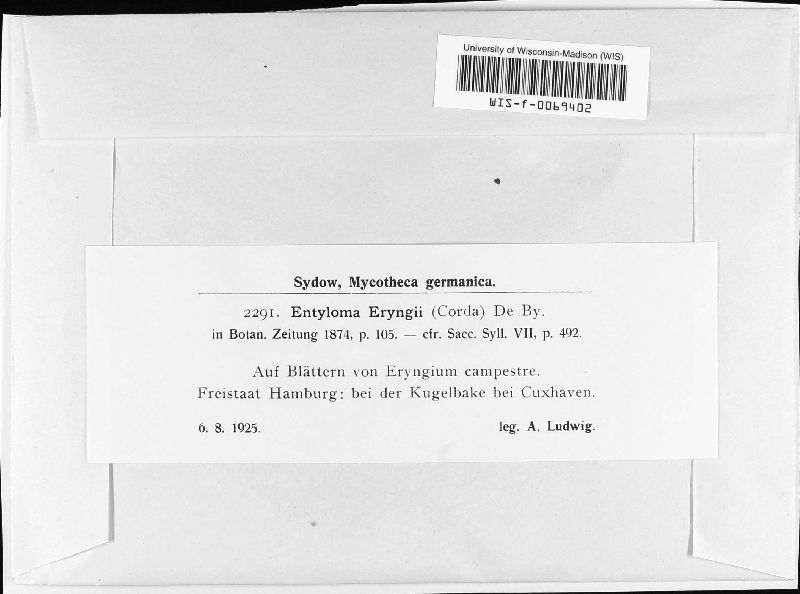 University of Wisconsin-Madison (WIS)
WIS-f-0069402
Sydow, Mycotheca germanica.
2291. Entyloma Eryngii (Corda) De By.
in Botan. Zeitung 1874, p. 105. — cfr. Sacc. Syll. VII, p. 492.
Auf Blättern von Eryngium campestre.
Freistaat Hamburg: bei der Kugelbake bei Cuxhaven.
6. 8. 1925. leg. A. Ludwig.